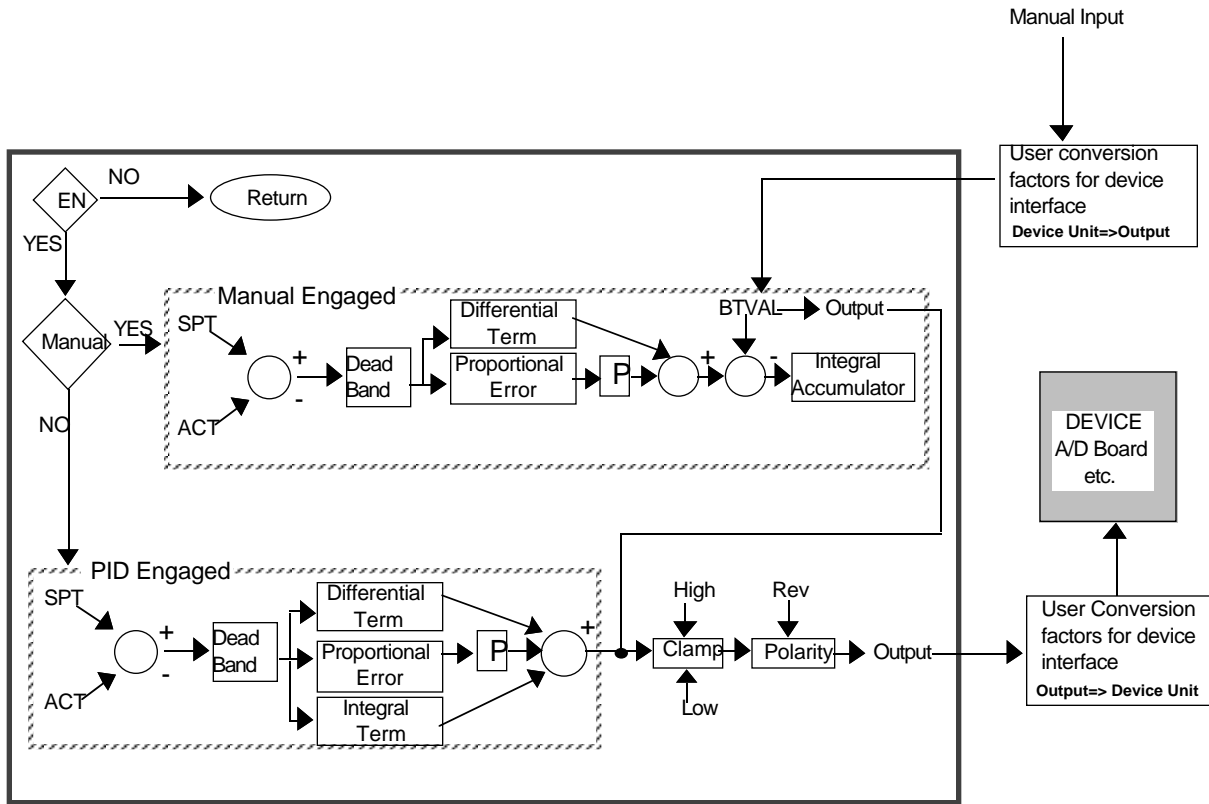 Manual Input
User conversion
factors for device
interface
Device Unit=>Output
EN
NO
Return
YES
Manual
YES
NO
Manual Engaged
SPT
ACT
+
-
Dead
Band
Differential
Term
Proportional
Error
P
+
BTVAL
Output
-
Integral
Accumulator
DEVICE
A/D Board
etc.
PID Engaged
SPT
ACT
+
-
Dead
Band
Differential
Term
Proportional
Error
Integral
Term
P
+
High
Clamp
Low
Rev
Polarity
Output
User Conversion
factors for device
interface
Output=> Device Unit